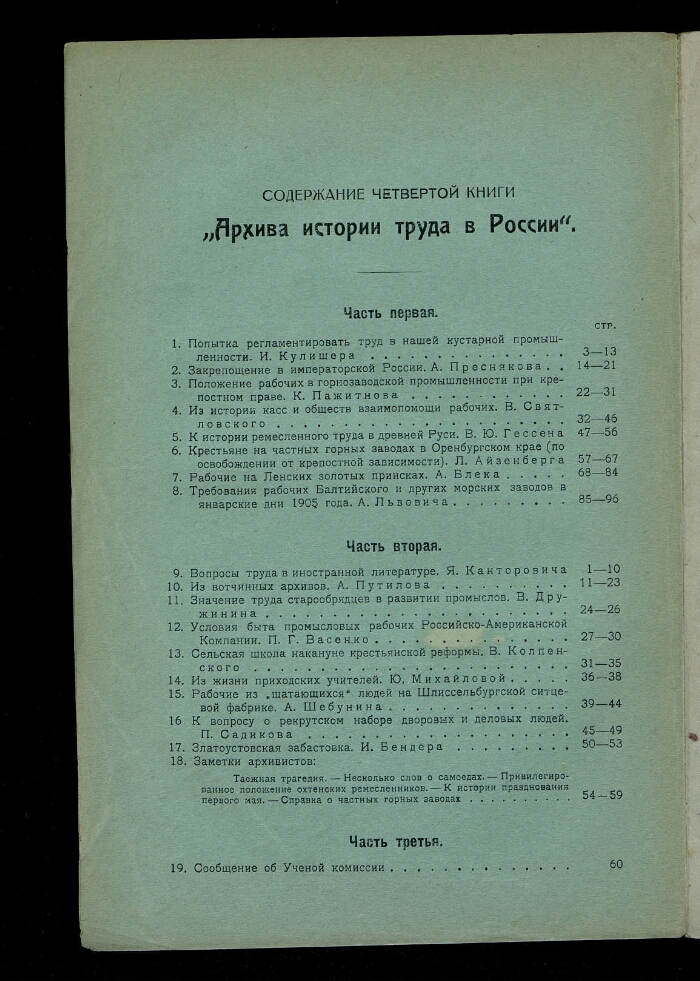 СОДЕРЖАНИЕ ЧЕТВЕРТОЙ КНИГИ
„Архива истории труда в России“.
Часть первая.
СТР.
1. Попытка регламентировать труд в нашей кустарной промыш-
ленности. И. Кулишера . . . . . . . . . . . . . . . 3—13
2. Закрепощение в императорской России. А. Преснякова . . 14—21
3. Положение рабочих в горнозаводской промышленности при кре-
постном праве. К. Пажитнова . . . . . . . . . . . . 22—31
4. Из истории касс и обществ взаимопомощи рабочих. В. Свят-
ловского . . . . . . . . . . . . . . . . . . . . . . 32—46
5. К истории ремесленного труда в древней Руси. В. Ю. Гессена 47—56
6. Крестьяне на частных горных заводах в Оренбургском крае (по
освобождении от крепостной зависимости). Л. Айзенберга 57—67
7. Рабочие на Ленских золотых приисках. А. Блека . . . . . 68—84
8. Требования рабочих Балтийского и других морских заводов в
январские дни 1905 года. А. Львовича . . . . . . . . . 85—96
Часть вторая.
9. Вопросы труда в иностранной литературе. Я. Канторовича 1—10
10. Из вотчинных архивов. А. Путилова . . . . . . . . . . . 11—23
11. Значение труда старообрядцев в развитии промыслов. В. Дру-
жинина . . . . . . . . . . . . . . . . . . . . . . . 24—26
12. Условия быта промысловых рабочих Российско-Американской
Компании. П. Г. Васенко . . . . . . . . . . . . . . . 27—30
13. Сельская школа накануне крестьянской реформы. В. Колпен-
ского . . . . . . . . . . . . . . . . . . . . . . . 31—35
14. Из жизни приходских учителей. Ю. Михайловой . . . . . 36—38
15. Рабочие из „шатающихся“ людей на Шлиссельбургской ситце-
вой фабрике. А. Шебунина . . . . . . . . . . . . . . 39—44
16 К вопросу о рекрутском наборе дворовых и деловых людей.
П. Садикова . . . . . . . . . . . . . . . . . . . . 45—49
17. Златоустовская забастовка. И. Бендера . . . . . . . . . 50—53
18. Заметки архивистов:
Таежная трагедия. — Несколько слов о самоедах. — Привилегиро-
ванное положение охтенских ремесленников. — К истории празднования
первого мая. — Справка о частных горных заводах . . . . . . . . . . 54—59
Часть третья.
19. Сообщение об Ученой комиссии . . . . . . . . . . . . . 60